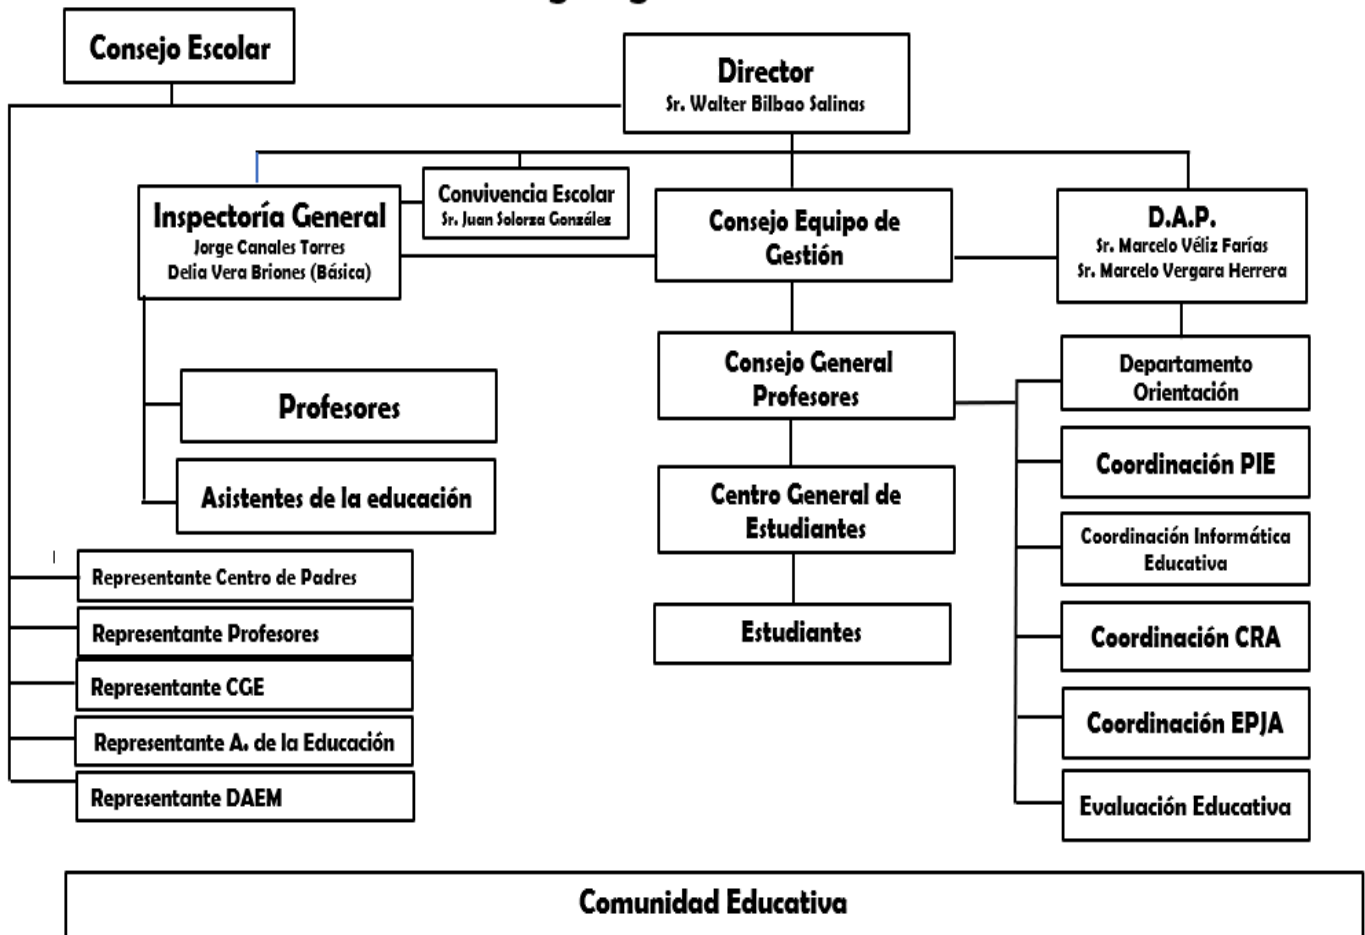 Consejo Escolar
Director
Sr. Walter Bilbao Salinas
Inspectoría General
Jorge Canales Torres
Delia Vera Briones (Básica)
Convivencia Escolar
Sr. Juan Solorza González
Consejo Equipo de
Gestión
D.A.P.
Sr. Marcelo Véliz Farías
Sr. Marcelo Vergara Herrera
Profesores
Asistentes de la educación
Consejo General
Profesores
Centro General de
Estudiantes
Estudiantes
Departamento
Orientación
Coordinación PIE
Coordinación Informática
Educativa
Coordinación CRA
Coordinación EPJA
Evaluación Educativa
Representante Centro de Padres
Representante Profesores
Representante CGE
Representante A. de la Educación
Representante DAEM
Comunidad Educativa